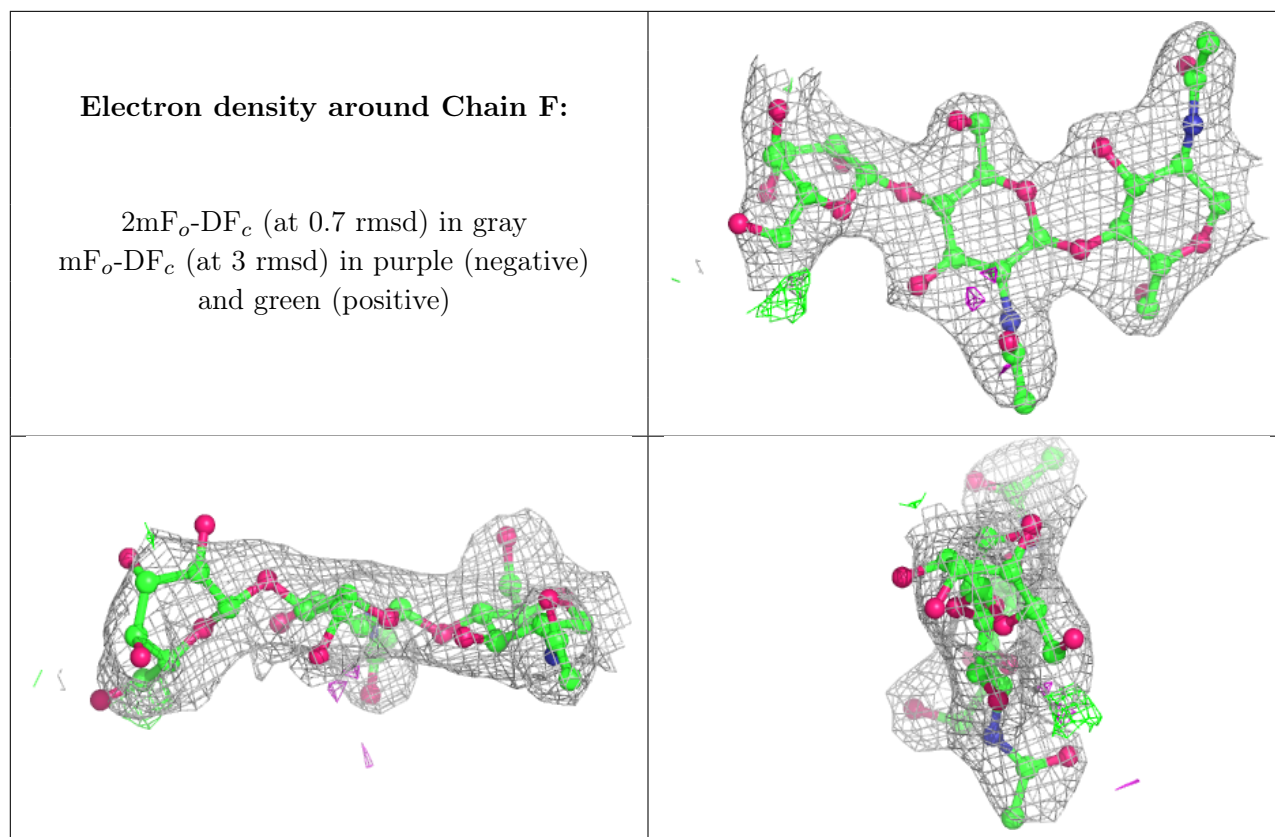 Electron density around Chain F:
2mFo-DFc (at 0.7 rmsd) in gray
mFo-DFc (at 3 rmsd) in purple (negative)
and green (positive)